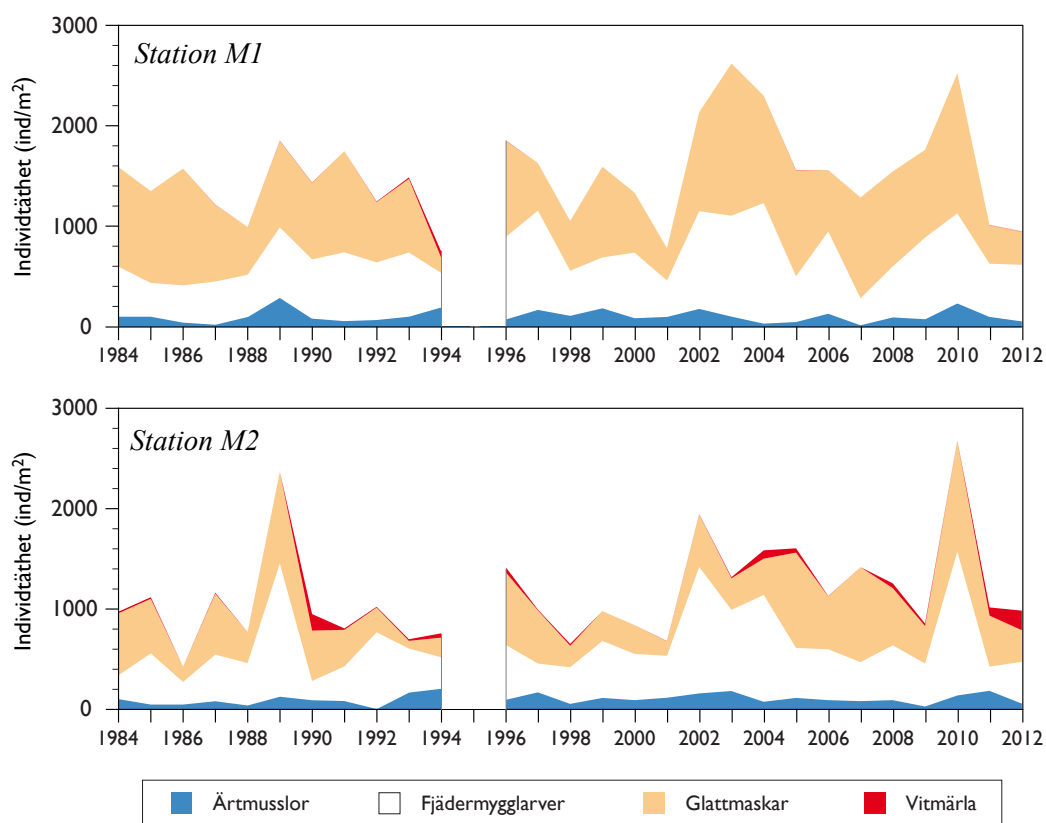 3000
Station M1
2000
1000
0
Individtäthet (ind/m²)
1984 1986 1988 1990 1992 1994 1996 1998 2000 2002 2004 2006 2008 2010 2012
3000
Station M2
2000
1000
0
Individtäthet (ind/m²)
1984 1986 1988 1990 1992 1994 1996 1998 2000 2002 2004 2006 2008 2010 2012
Ärtmusslor Fjädermygglarver Glattmaskar Vitmärla